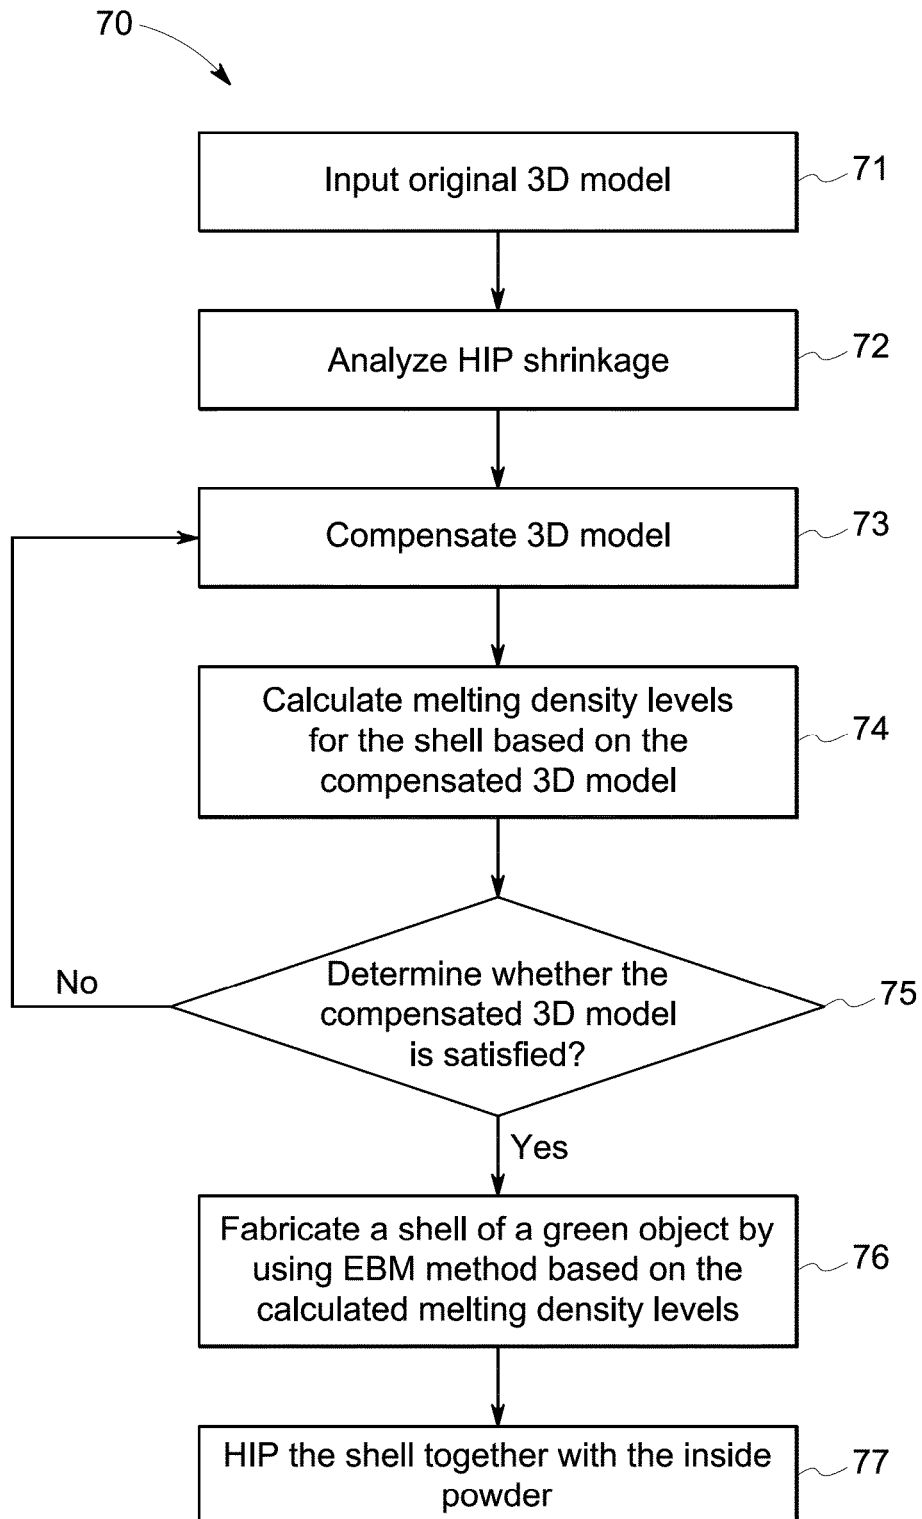 70
Input original 3D model
71
Analyze HIP shrinkage
72
Compensate 3D model
73
Calculate melting density levels
for the shell based on the
compensated 3D model
74
Determine whether the
compensated 3D model
is satisfied?
75
No
Yes
Fabricate a shell of a green object by
using EBM method based on the
calculated melting density levels
76
HIP the shell together with the inside
powder
77